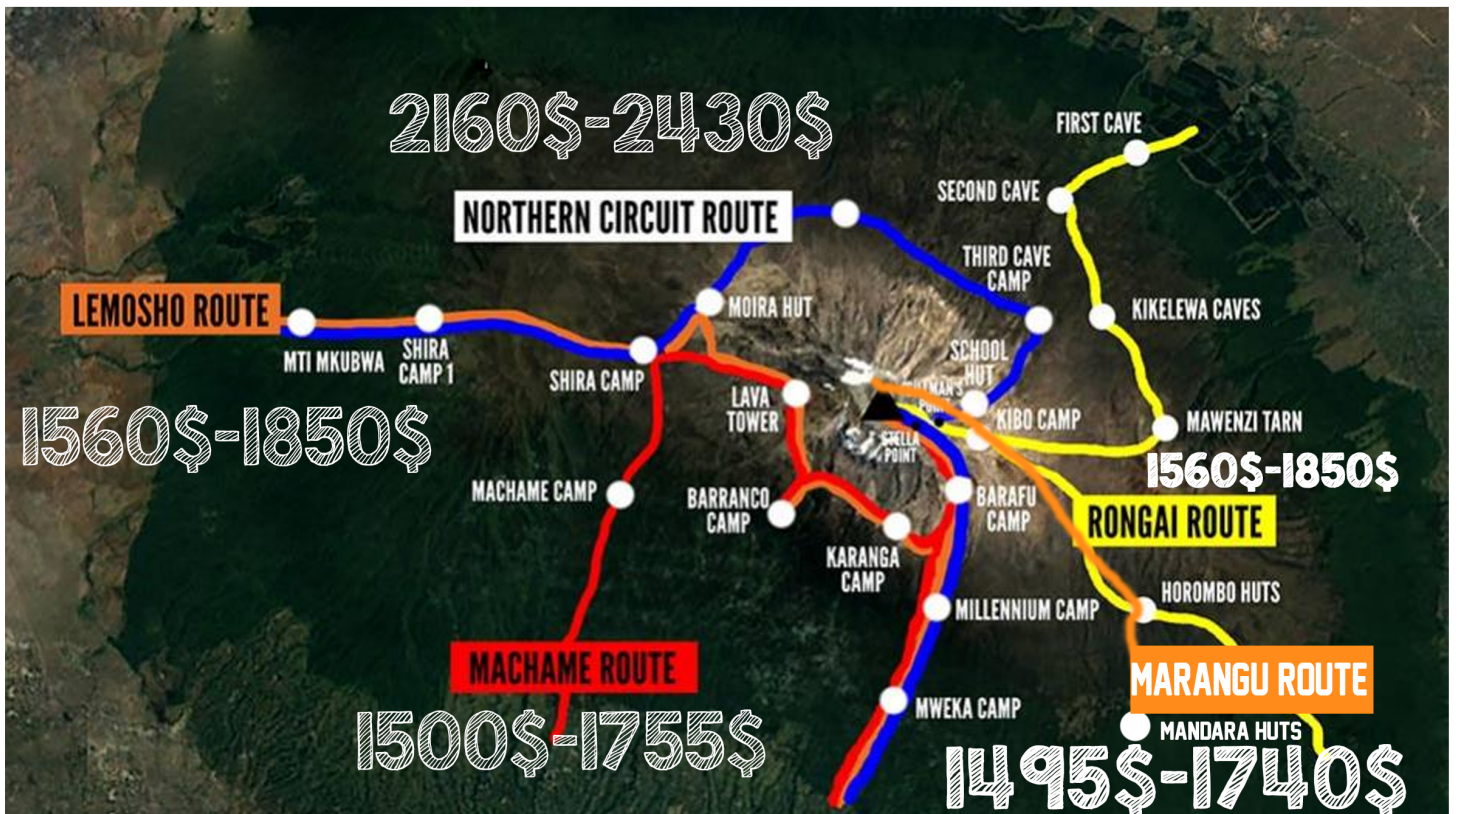 2160$-2430$
FIRST CAVE
SECOND CAVE
NORTHERN CIRCUIT ROUTE
THIRD CAVE
CAMP
LEMOSHO ROUTE
MOIRA HUT
KIKELEWA CAVES
MTI MKUBWA
SHIRA
CAMP 1
SHIRA CAMP
SCHOOL
HUT
LAVA
TOWER
POINT
KIBO CAMP
MAWENZI TARN
1560$-1850$
STELLA
POINT
1560$-1850$
MACHAME CAMP
BARRANCO
CAMP
BARAFU
CAMP
RONGAI ROUTE
KARANGA
CAMP
HOROMBO HUTS
MILLENNIUM CAMP
MACHAME ROUTE
MARANGU ROUTE
MWEKA CAMP
1500$-1755$
MANDARA HUTS
1495$-1740$